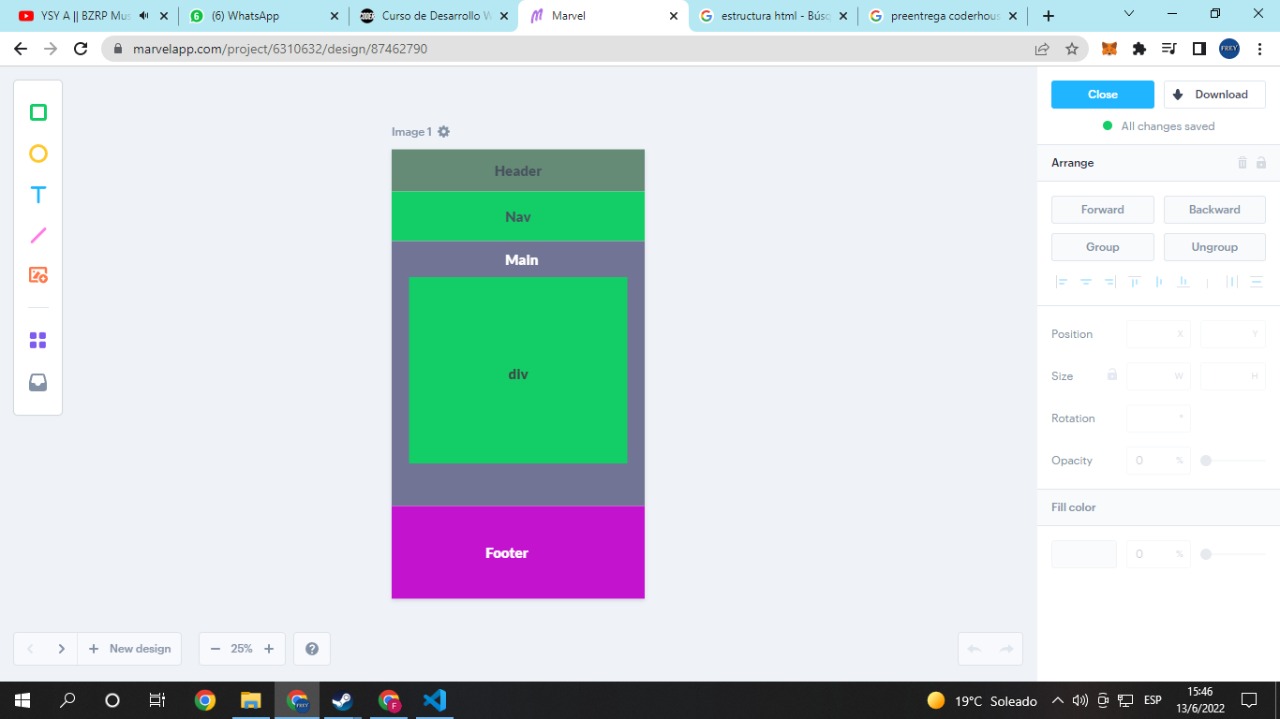 YSY A || BZRP Mus
(6) WhatsApp
Curso de Desarrollo W
Marvel
estructura html - Búsq
preentrega coderhous
marvelapp.com/project/6310632/design/87462790
FREY
Close
Download
All changes saved
Image 1
Arrange
Header
Forward
Backward
Nav
Group
Ungroup
Main
Position
X
Y
div
Size
W
H
Rotation
°
Opacity
0
%
Fill color
Footer
0
%
New design
25%
19°C Soleado
ESP
15:46
13/6/2022